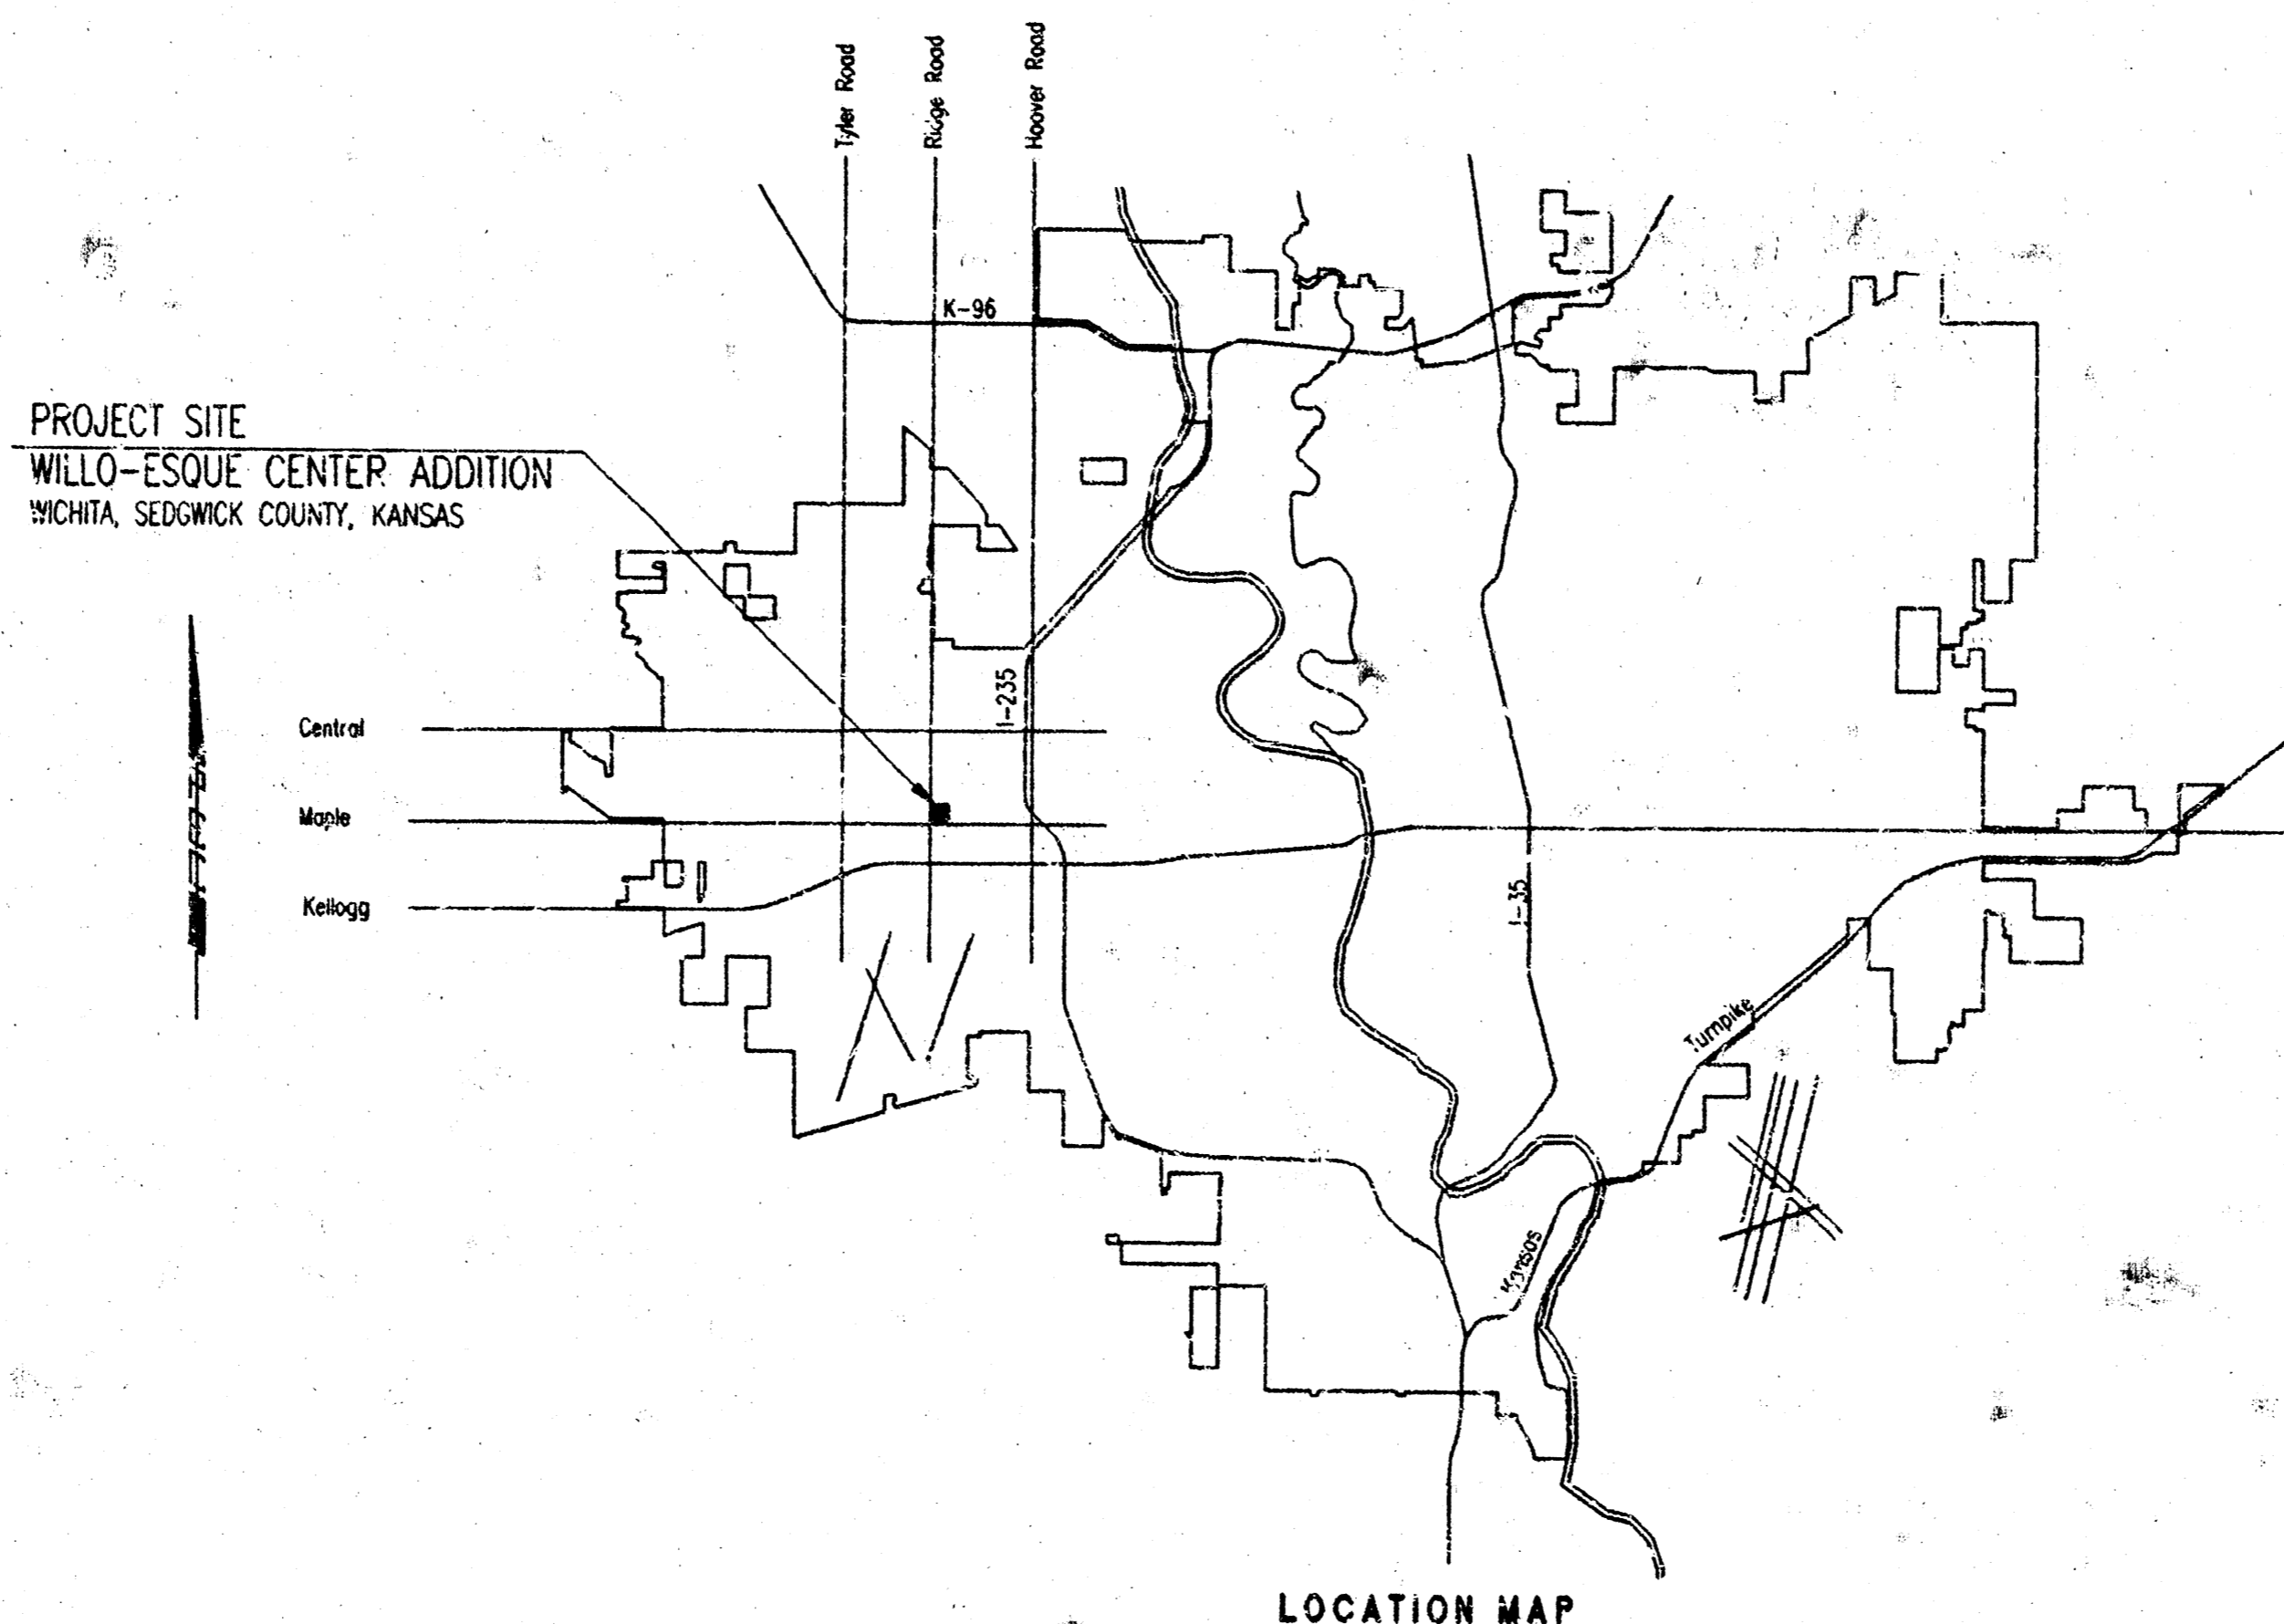 Tyler Road
Ridge Road
Hoover Road
K-96
PROJECT SITE
WILLO-ESQUE CENTER ADDITION
WICHITA, SEDGWICK COUNTY, KANSAS
I-235
Central
Maple
Kellogg
I-35
Turnpike
Kansas
LOCATION MAP